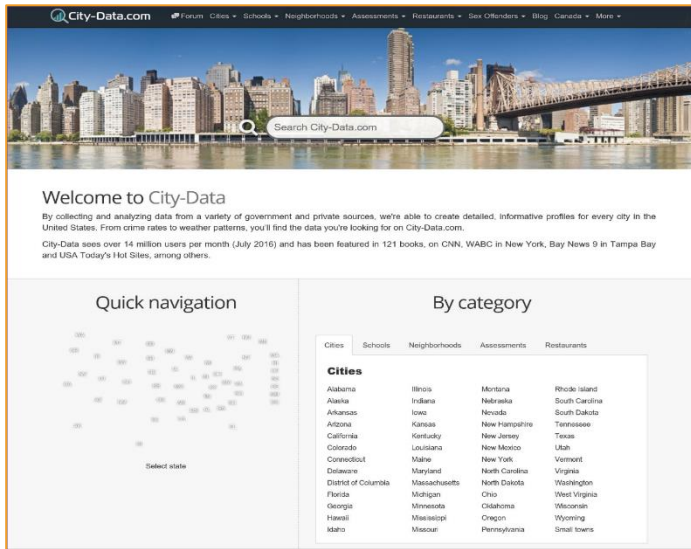 City-Data.com
Forum Cities Schools Neighborhoods Assessments Restaurants Sex Offenders Blog Canada More
Search City-Data.com
Welcome to City-Data
By collecting and analyzing data from a variety of government and private sources, we're able to create detailed, informative profiles for every city in the
United States. From crime rates to weather patterns, you'll find the data you're looking for on City-Data.com.
City-Data sees over 14 million users per month (July 2016) and has been featured in 121 books, on CNN, WABC in New York, Bay News 9 in Tampa Bay
and USA Today's Hot Sites, among others.
Quick navigation
Select state
By category
Cities Schools Neighborhoods Assessments Restaurants
Cities
Alabama Illinois Montana Rhode Island
Alaska Indiana Nebraska South Carolina
Arkansas Iowa Nevada South Dakota
Arizona Kansas New Hampshire Tennessee
California Kentucky New Jersey Texas
Colorado Louisiana New Mexico Utah
Connecticut Maine New York Vermont
Delaware Maryland North Carolina Virginia
District of Columbia Massachusetts North Dakota Washington
Florida Michigan Ohio West Virginia
Georgia Minnesota Oklahoma Wisconsin
Hawaii Mississippi Oregon Wyoming
Idaho Missouri Pennsylvania Small towns